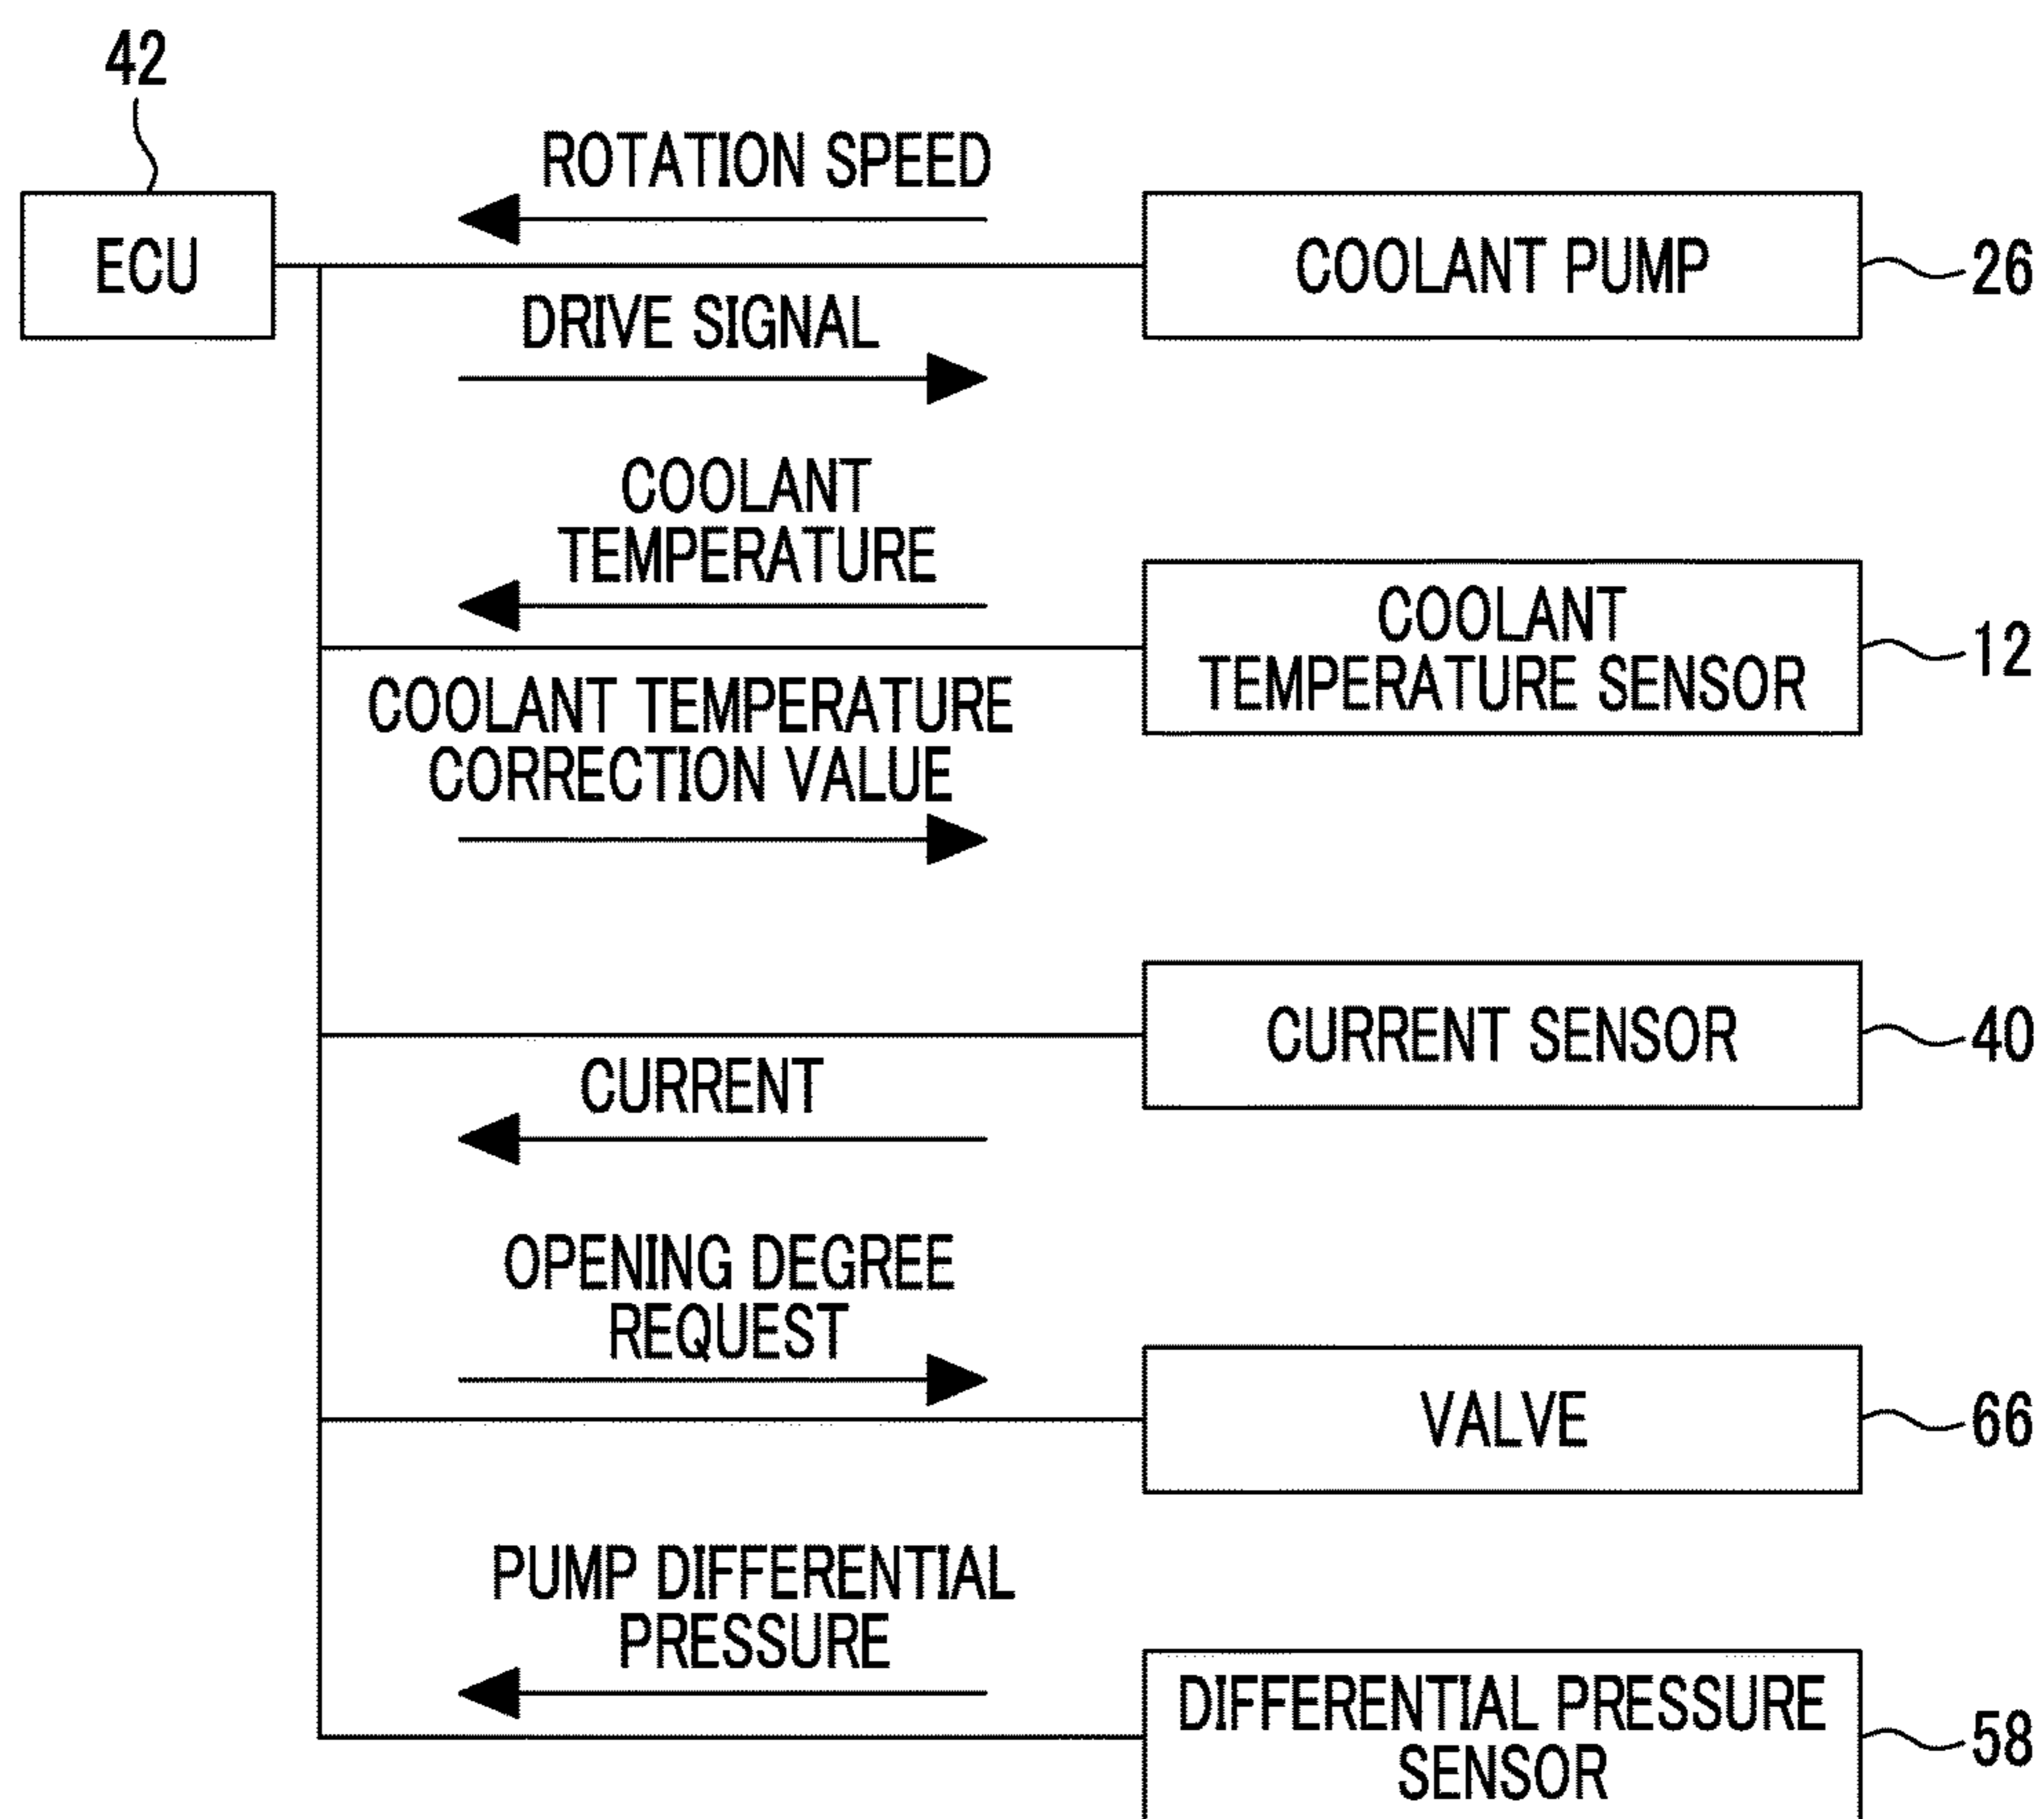 42
ROTATION SPEED
ECU
COOLANT PUMP
26
DRIVE SIGNAL
COOLANT
TEMPERATURE
COOLANT
TEMPERATURE SENSOR
12
COOLANT TEMPERATURE
CORRECTION VALUE
CURRENT SENSOR
40
CURRENT
OPENING DEGREE
REQUEST
VALVE
66
PUMP DIFFERENTIAL
PRESSURE
DIFFERENTIAL PRESSURE
SENSOR
58